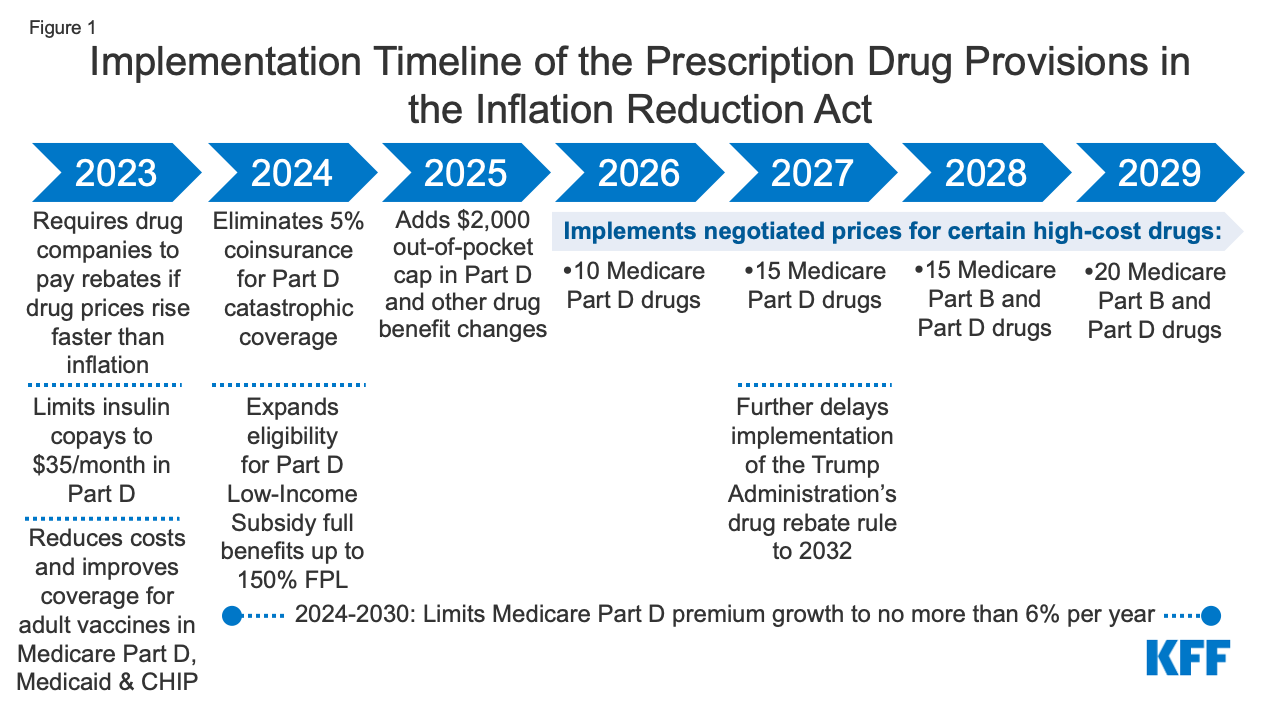 Figure 1
Implementation Timeline of the Prescription Drug Provisions in
the Inflation Reduction Act
2023
2024
2025
2026
2027
2028
2029
Requires drug
companies to
pay rebates if
drug prices rise
faster than
inflation
Limits insulin
copays to
$35/month in
Part D
Reduces costs
and improves
coverage for
adult vaccines in
Medicare Part D,
Medicaid & CHIP
Eliminates 5%
coinsurance
for Part D
catastrophic
coverage
Expands
eligibility
for Part D
Low-Income
Subsidy full
benefits up to
150% FPL
Adds $2,000
out-of-pocket
cap in Part D
and other drug
benefit changes
Implements negotiated prices for certain high-cost drugs:
•10 Medicare
Part D drugs
•15 Medicare
Part D drugs
Further delays
implementation
of the Trump
Administration’s
drug rebate rule
to 2032
•15 Medicare
Part B and
Part D drugs
•20 Medicare
Part B and
Part D drugs
2024-2030: Limits Medicare Part D premium growth to no more than 6% per year
KFF